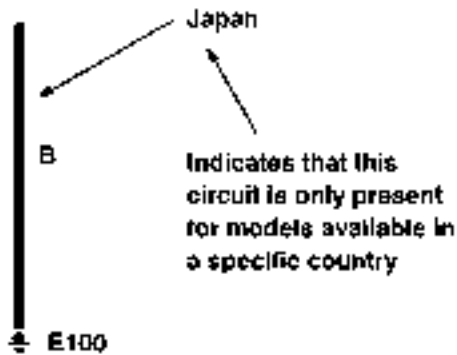 Japan
B
Indicates that this
circuit is only present
for models available in
a specific country
E100